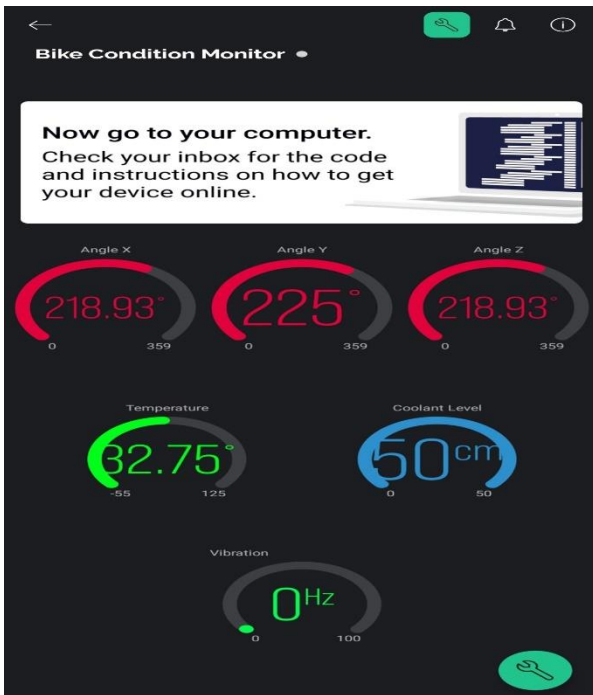 Bike Condition Monitor
Now go to your computer.
Check your inbox for the code
and instructions on how to get
your device online.
Angle X Angle Y Angle Z
218.93° 225° 218.93°
0 359 0 359 0 359
Temperature Coolant Level
32.75° 50cm
-55 125 0 50
Vibration
0Hz
0 100